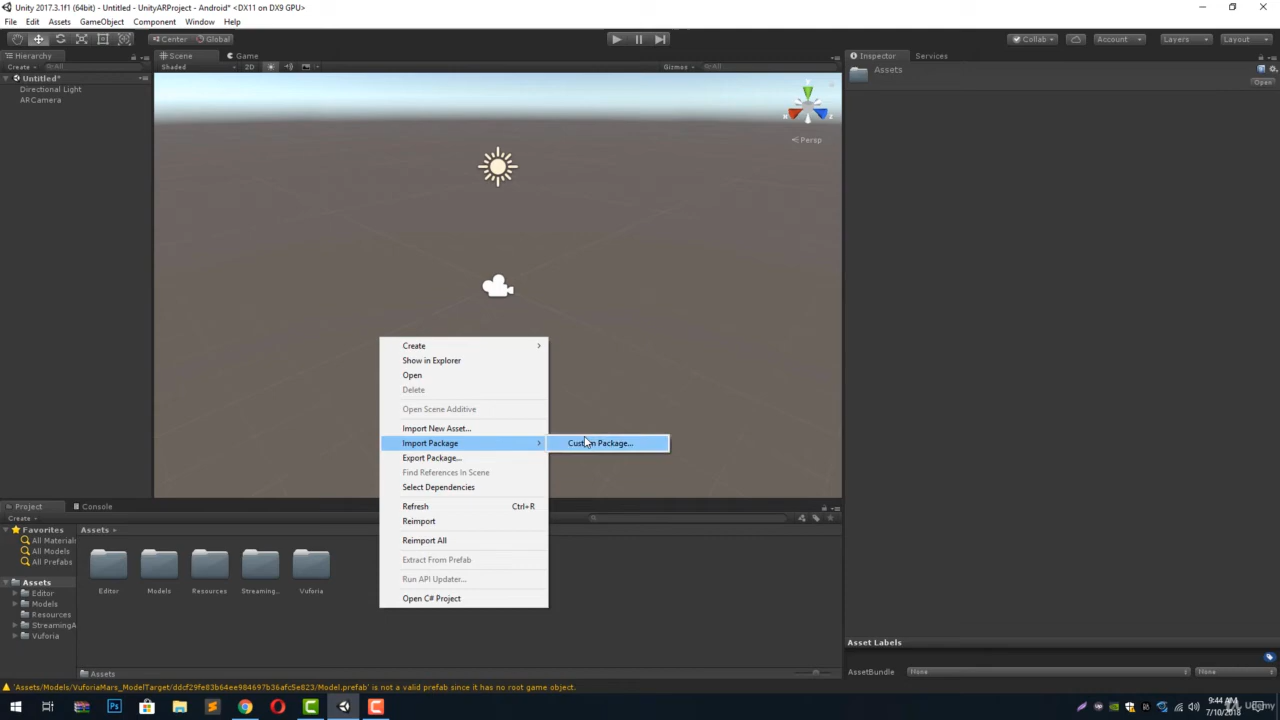 Unity 2017.3.1f1 (64bit) - Untitled - UnityARProject - Android* <DX11 on DX9 GPU>
File Edit Assets GameObject Component Window Help
Center Global Collab Account Layers Layout
Hierarchy Scene Game Inspector Services
Create All Shaded 2D Gizmos All Assets
Untitled* Open
Directional Light
ARCamera
Persp
Create
Show in Explorer
Open
Delete
Open Scene Additive
Import New Asset...
Import Package Custom Package...
Export Package...
Find References In Scene
Select Dependencies
Refresh Ctrl+R
Reimport
Reimport All
Extract From Prefab
Run API Updater...
Open C# Project
Project Console
Create
Favorites Assets
All Materials
All Models
All Prefabs
Assets
Editor
Models
Resources
StreamingA
Vuforia
Editor Models Resources Streaming... Vuforia
Assets
Asset Labels
AssetBundle None None
'Assets/Models/VuforiaMars_ModelTarget/ddcf29fe83b64ee984697b36afc5e823/Model.prefab' is not a valid prefab since it has no root game object.
9:44 AM
7/10/2018
Udemy